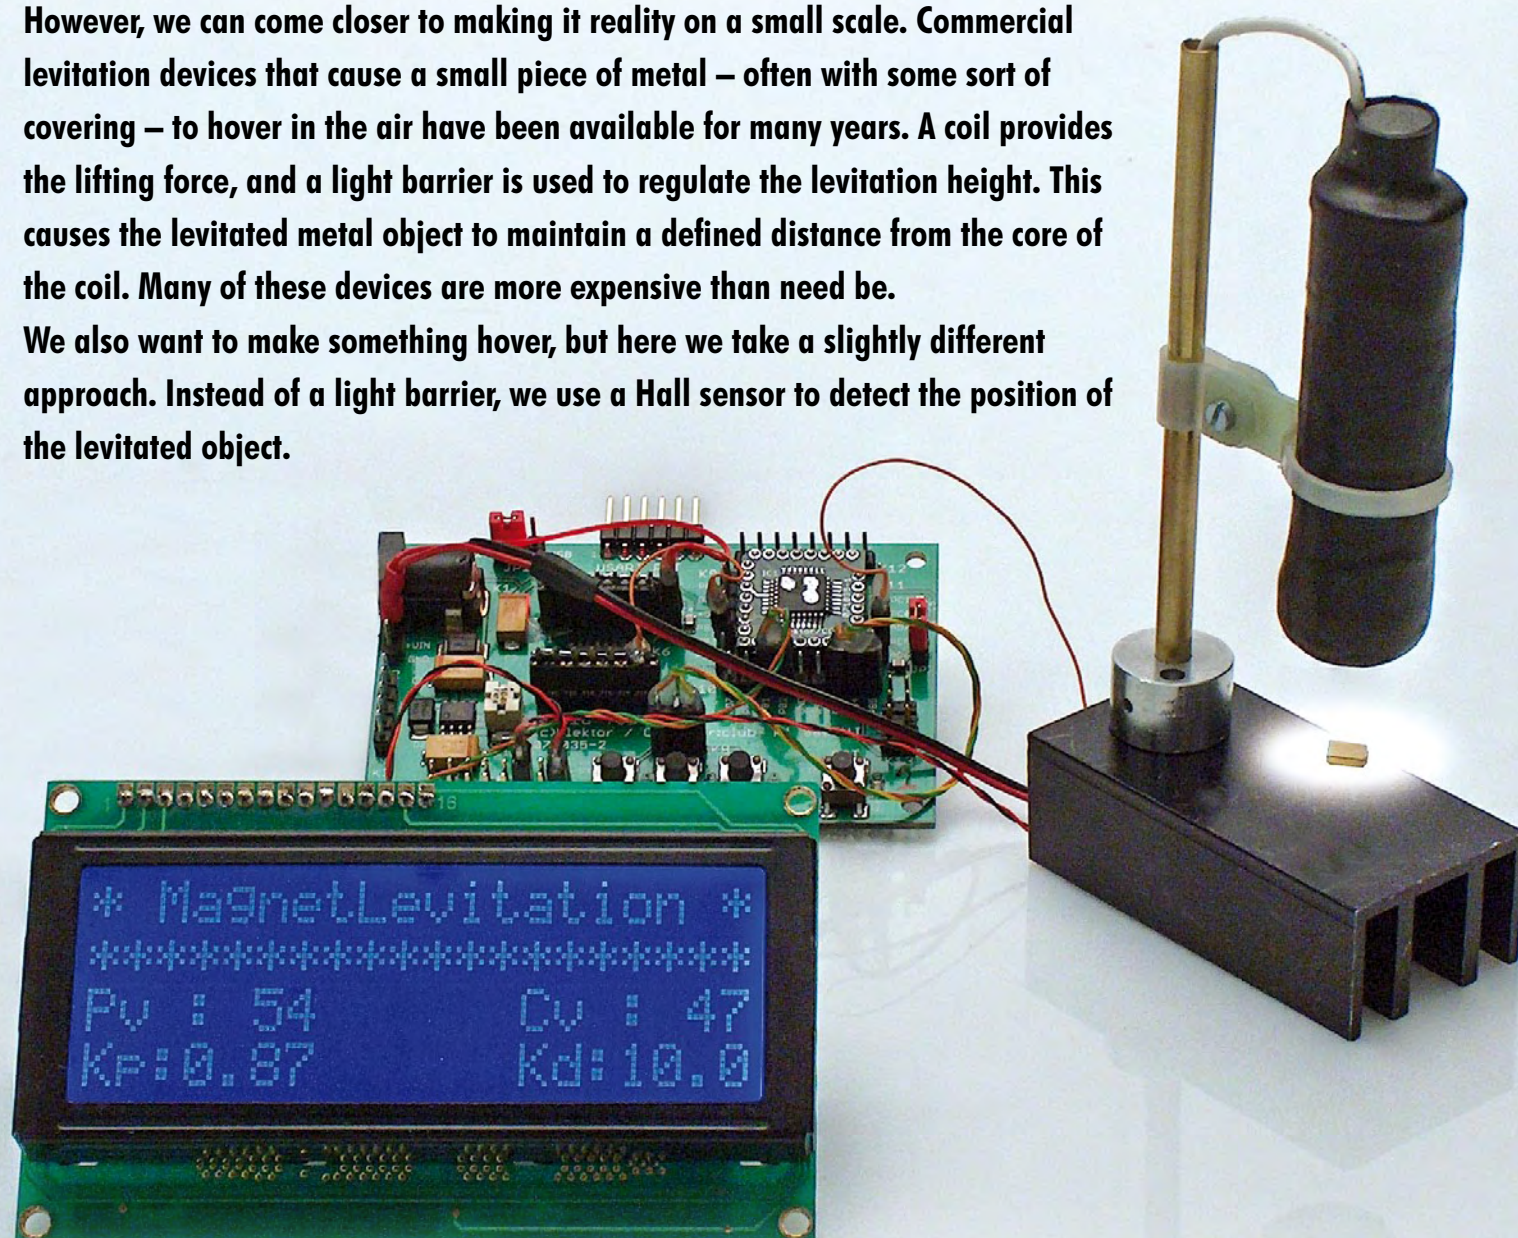 However, we can come closer to making it reality on a small scale. Commercial
levitation devices that cause a small piece of metal – often with some sort of
covering – to hover in the air have been available for many years. A coil provides
the lifting force, and a light barrier is used to regulate the levitation height. This
causes the levitated metal object to maintain a defined distance from the core of
the coil. Many of these devices are more expensive than need be.
We also want to make something hover, but here we take a slightly different
approach. Instead of a light barrier, we use a Hall sensor to detect the position of
the levitated object.
USART
K12
+VIN
K6
16
* MagnetLevitation *
********************
Pv : 54 Cv : 47
Kp:0.87 Kd:10.0